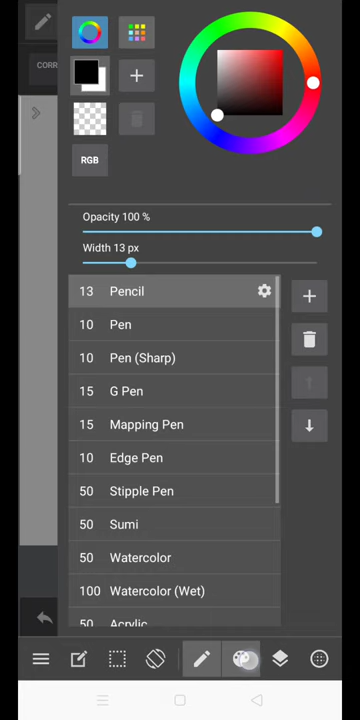 CORR
RGB
Opacity 100 %
Width 13 px
13 Pencil
10 Pen
10 Pen (Sharp)
15 G Pen
15 Mapping Pen
10 Edge Pen
50 Stipple Pen
50 Sumi
50 Watercolor
100 Watercolor (Wet)
50 Acrylic